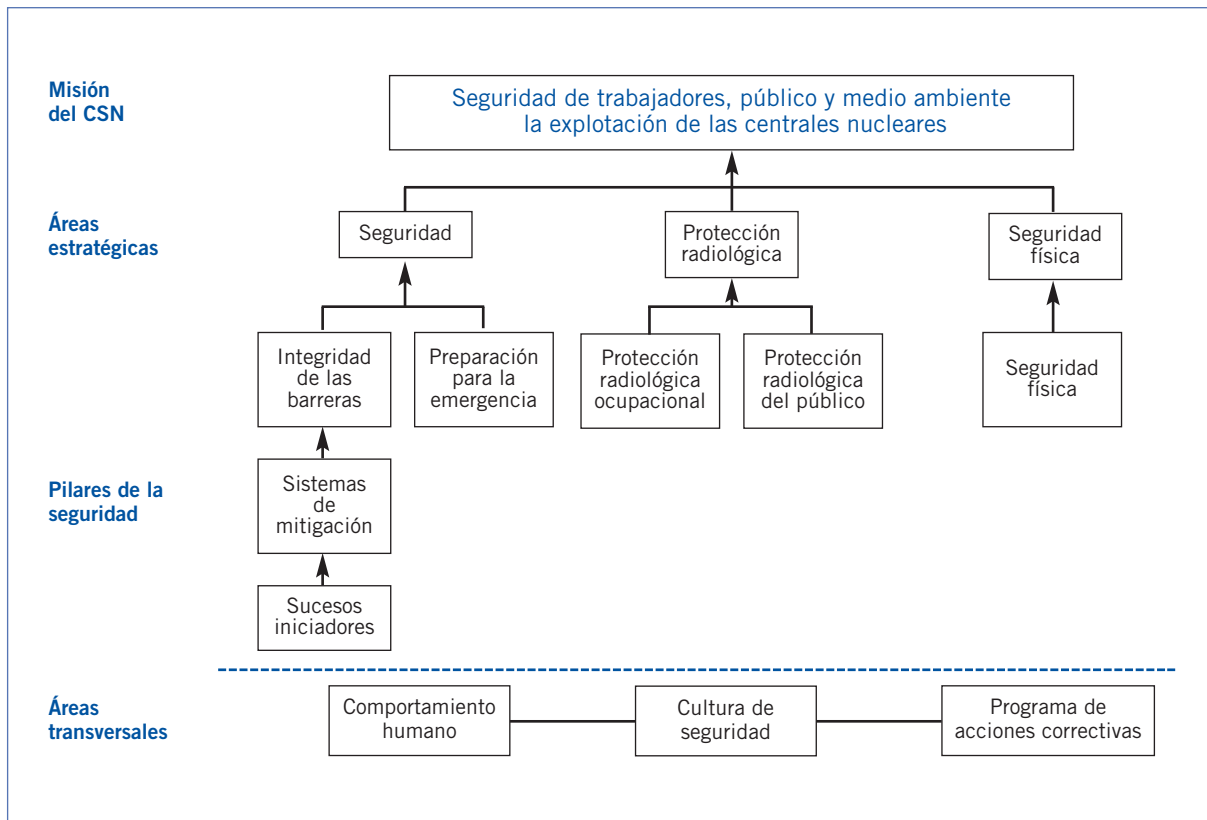 Misión
del CSN
Seguridad de trabajadores, público y medio ambiente
la explotación de las centrales nucleares
Áreas
estratégicas
Seguridad
Protección
radiológica
Seguridad
física
Integridad
de las
barreras
Preparación
para la
emergencia
Protección
radiológica
ocupacional
Protección
radiológica
del público
Seguridad
física
Pilares de la
seguridad
Sistemas
de
mitigación
Sucesos
iniciadores
Áreas
transversales
Comportamiento
humano
Cultura de
seguridad
Programa de
acciones correctivas